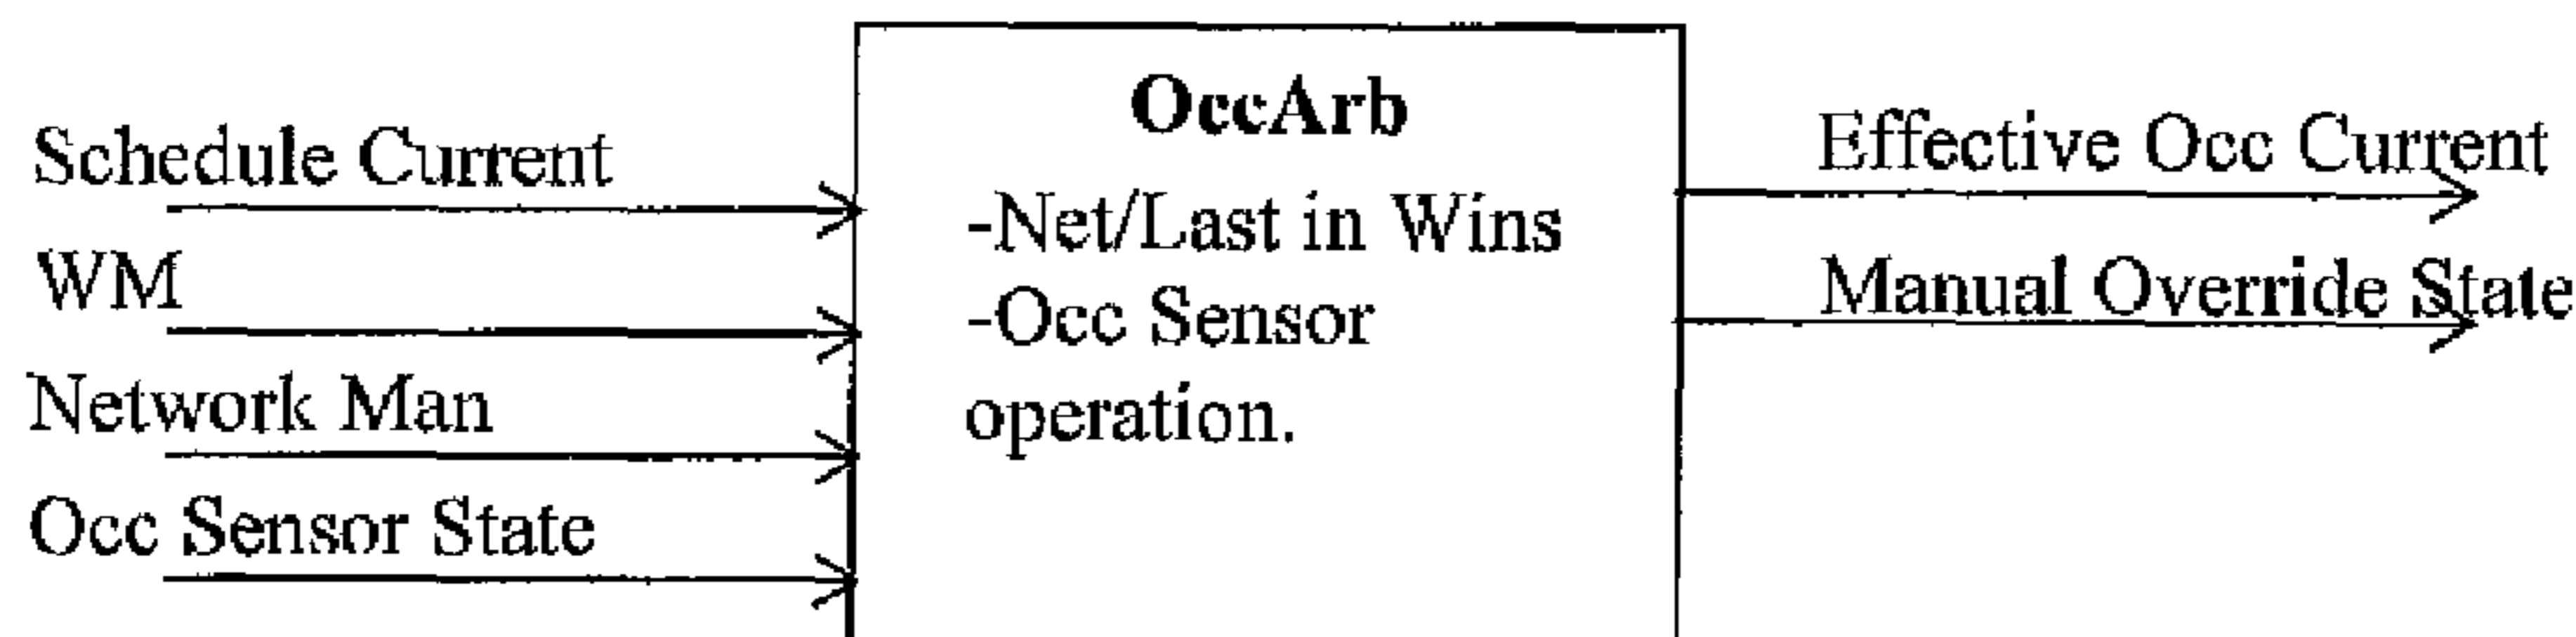 Schedule Current
WM
Network Man
Occ Sensor State
OccArb
-Net/Last in Wins
-Occ Sensor
operation.
Effective Occ Current
Manual Override State